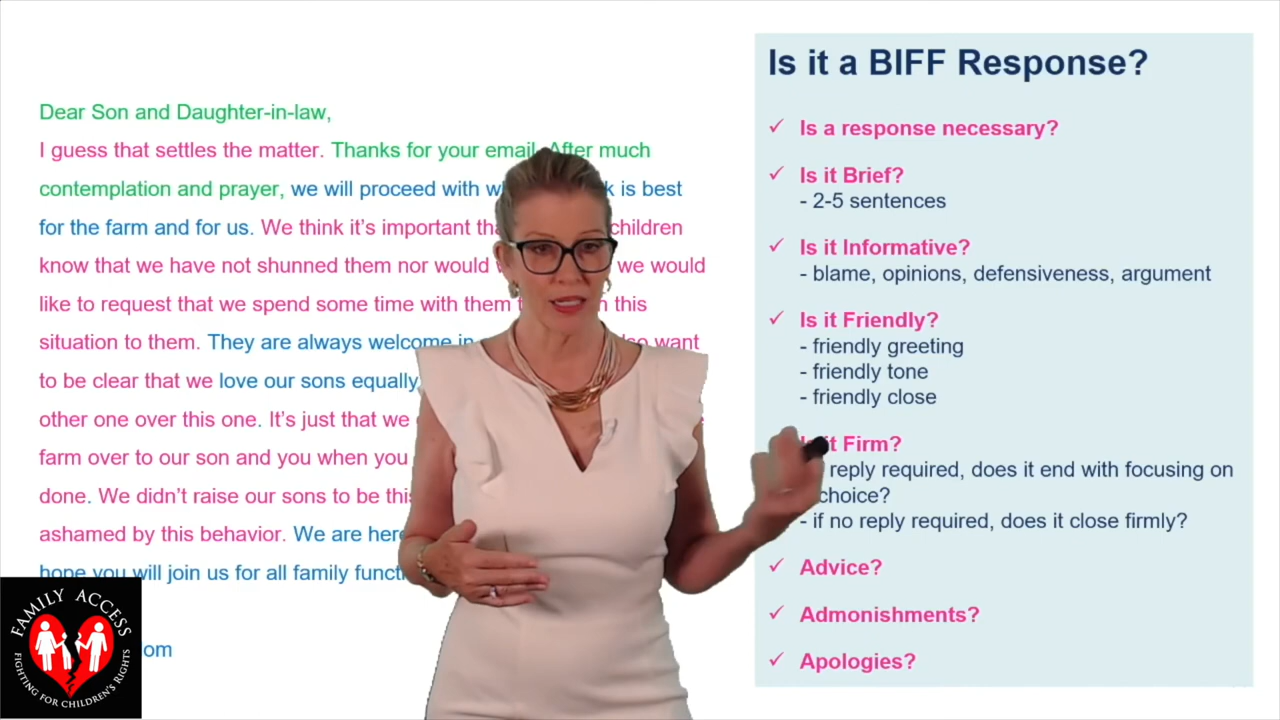 Dear Son and Daughter-in-law,
I guess that settles the matter. Thanks for your email. After much
contemplation and prayer, we will proceed with is best
for the farm and for us. We think it's important children
know that we have not shunned them nor would we would
like to request that we spend some time with them this
situation to them. They are always welcome in want
to be clear that we love our sons equally,
other one over this one. It's just that we
farm over to our son and you when you
done. We didn't raise our sons to be
ashamed by this behavior. We are here
hope you will join us for all family
Is it a BIFF Response?
✓ Is a response necessary?
✓ Is it Brief?
- 2-5 sentences
✓ Is it Informative?
- blame, opinions, defensiveness, argument
✓ Is it Friendly?
- friendly greeting
- friendly tone
- friendly close
✓ Is it Firm?
reply required, does it end with focusing on
choice?
- if no reply required, does it close firmly?
✓ Advice?
✓ Admonishments?
✓ Apologies?
FAMILY ACCESS
FIGHTING FOR CHILDREN'S RIGHTS